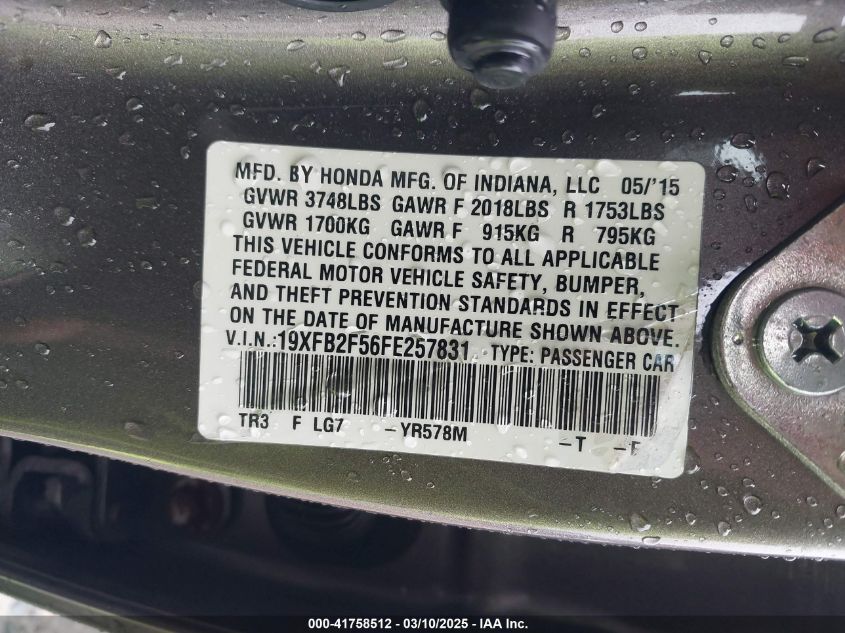 MFD. BY HONDA MFG. OF INDIANA, LLC 05/'15
GVWR 3748LBS GAWR F 2018LBS R 1753LBS
GVWR 1700KG GAWR F 915KG R 795KG
THIS VEHICLE CONFORMS TO ALL APPLICABLE
FEDERAL MOTOR VEHICLE SAFETY, BUMPER,
AND THEFT PREVENTION STANDARDS IN EFFECT
ON THE DATE OF MANUFACTURE SHOWN ABOVE.
V.I.N.:19XFB2F56FE257831 TYPE: PASSENGER CAR
TR3 F LG7 -YR578M -T -F
000-41758512 - 03/10/2025 - IAA Inc.